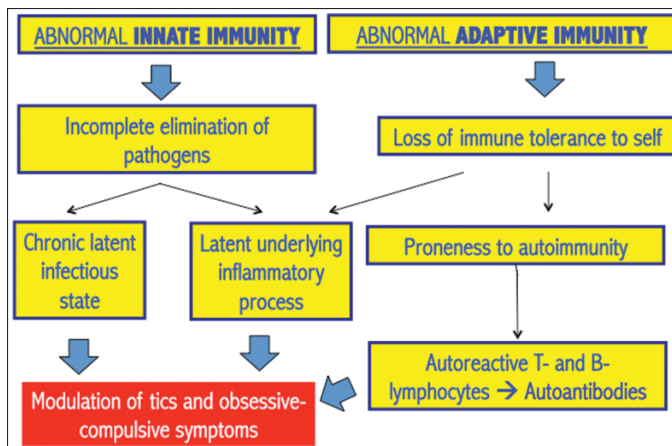 ABNORMAL INNATE IMMUNITY
ABNORMAL ADAPTIVE IMMUNITY
Incomplete elimination of
pathogens
Loss of immune tolerance to self
Chronic latent
infectious
state
Latent underlying
inflammatory
process
Proneness to autoimmunity
Autoreactive T- and B-
lymphocytes → Autoantibodies
Modulation of tics and obsessive-
compulsive symptoms